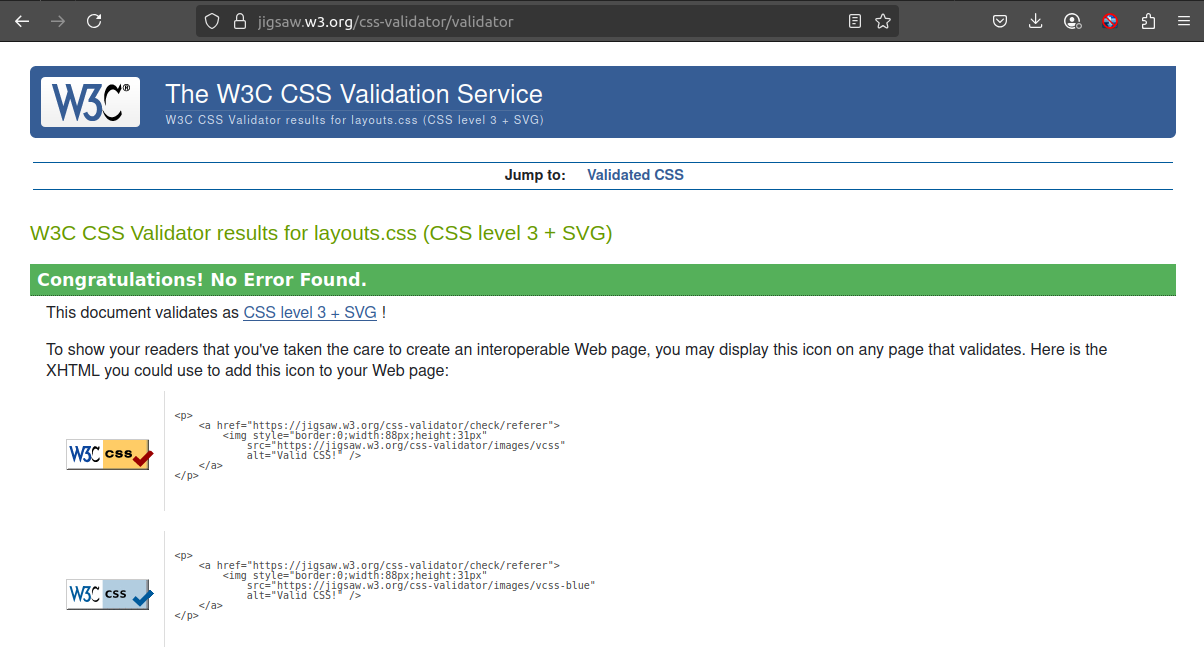 jigsaw.w3.org/css-validator/validator
W3C®
The W3C CSS Validation Service
W3C CSS Validator results for layouts.css (CSS level 3 + SVG)
Jump to: Validated CSS
W3C CSS Validator results for layouts.css (CSS level 3 + SVG)
Congratulations! No Error Found.
This document validates as CSS level 3 + SVG !
To show your readers that you've taken the care to create an interoperable Web page, you may display this icon on any page that validates. Here is the
XHTML you could use to add this icon to your Web page:
W3C css
<p>
    <a href="https://jigsaw.w3.org/css-validator/check/referer">
        <img style="border:0;width:88px;height:31px"
            src="https://jigsaw.w3.org/css-validator/images/vcss"
            alt="Valid CSS!" />
    </a>
</p>
W3C css
<p>
    <a href="https://jigsaw.w3.org/css-validator/check/referer">
        <img style="border:0;width:88px;height:31px"
            src="https://jigsaw.w3.org/css-validator/images/vcss-blue"
            alt="Valid CSS!" />
    </a>
</p>